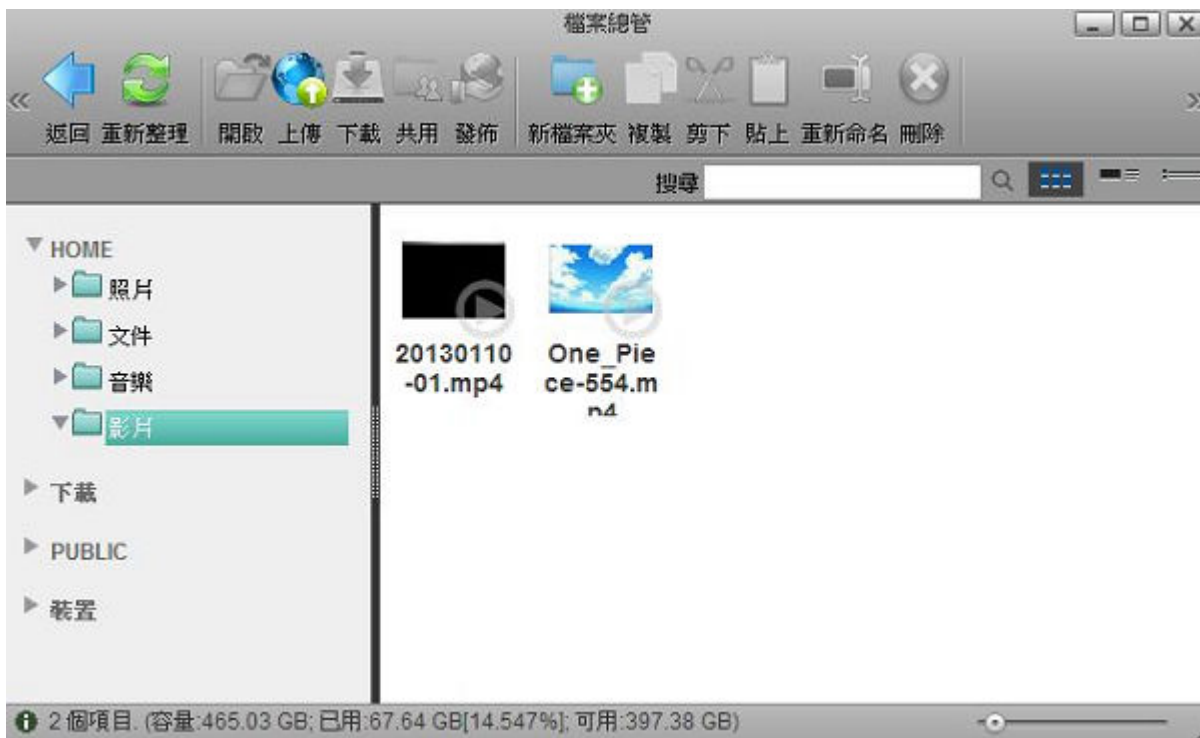 檔案總管
返回 重新整理 開啟 上傳 下載 共用 發佈 新檔案夾 複製 剪下 貼上 重新命名 刪除
搜尋
HOME
照片
文件
音樂
影片
下載
PUBLIC
裝置
20130110
-01.mp4
One_Pie
ce-554.m
p4
2 個項目. (容量:465.03 GB; 已用:67.64 GB[14.547%]; 可用:397.38 GB)